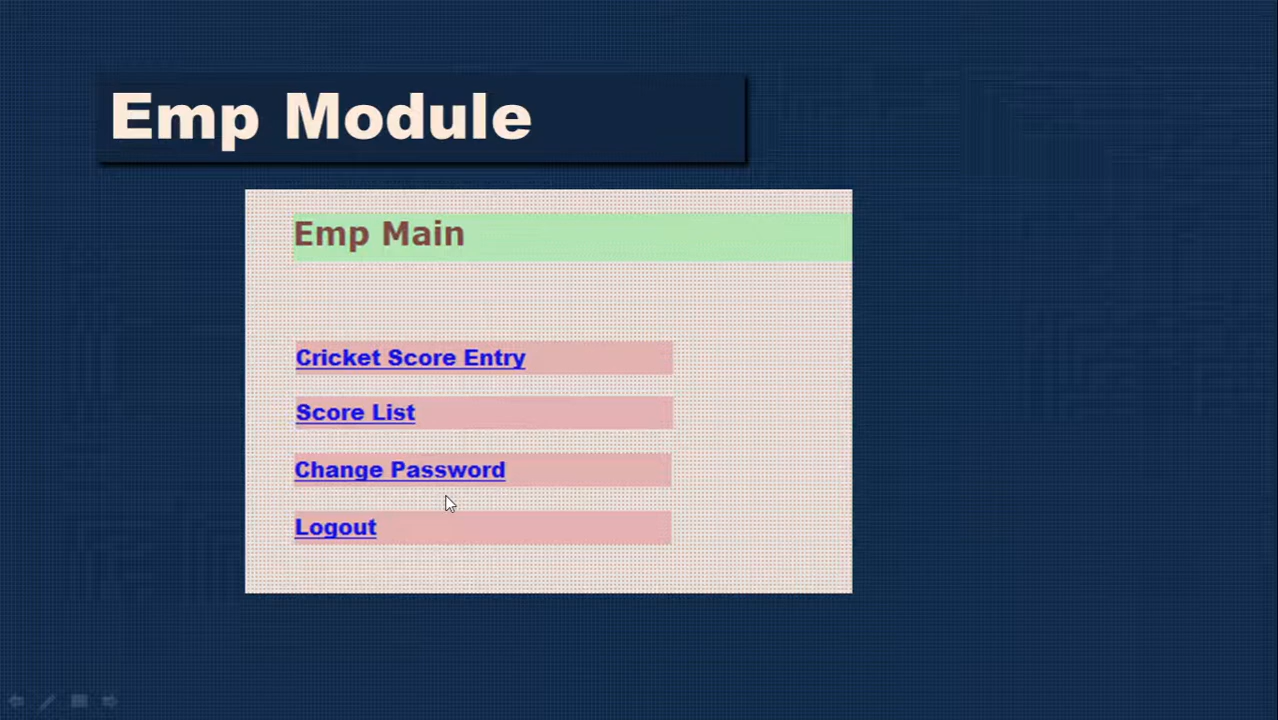 Emp Module
Emp Main
Cricket Score Entry
Score List
Change Password
Logout